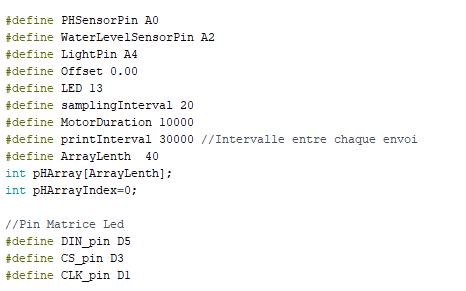 #define PHSensorPin A0
#define WaterLevelSensorPin A2
#define LightPin A4
#define Offset 0.00
#define LED 13
#define samplingInterval 20
#define MotorDuration 10000
#define printInterval 30000 //Intervalle entre chaque envoi
#define ArrayLenth  40
int pHArray[ArrayLenth];
int pHArrayIndex=0;
//Pin Matrice Led
#define DIN_pin D5
#define CS_pin D3
#define CLK_pin D1